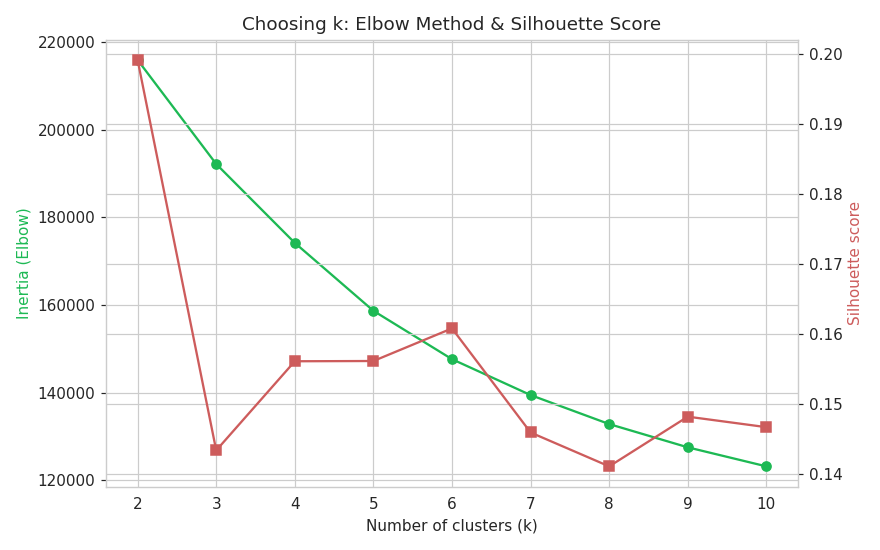 Choosing k: Elbow Method & Silhouette Score
220000
200000
180000
160000
140000
120000
Inertia (Elbow)
0.20
0.19
0.18
0.17
0.16
0.15
0.14
Silhouette score
2 3 4 5 6 7 8 9 10
Number of clusters (k)